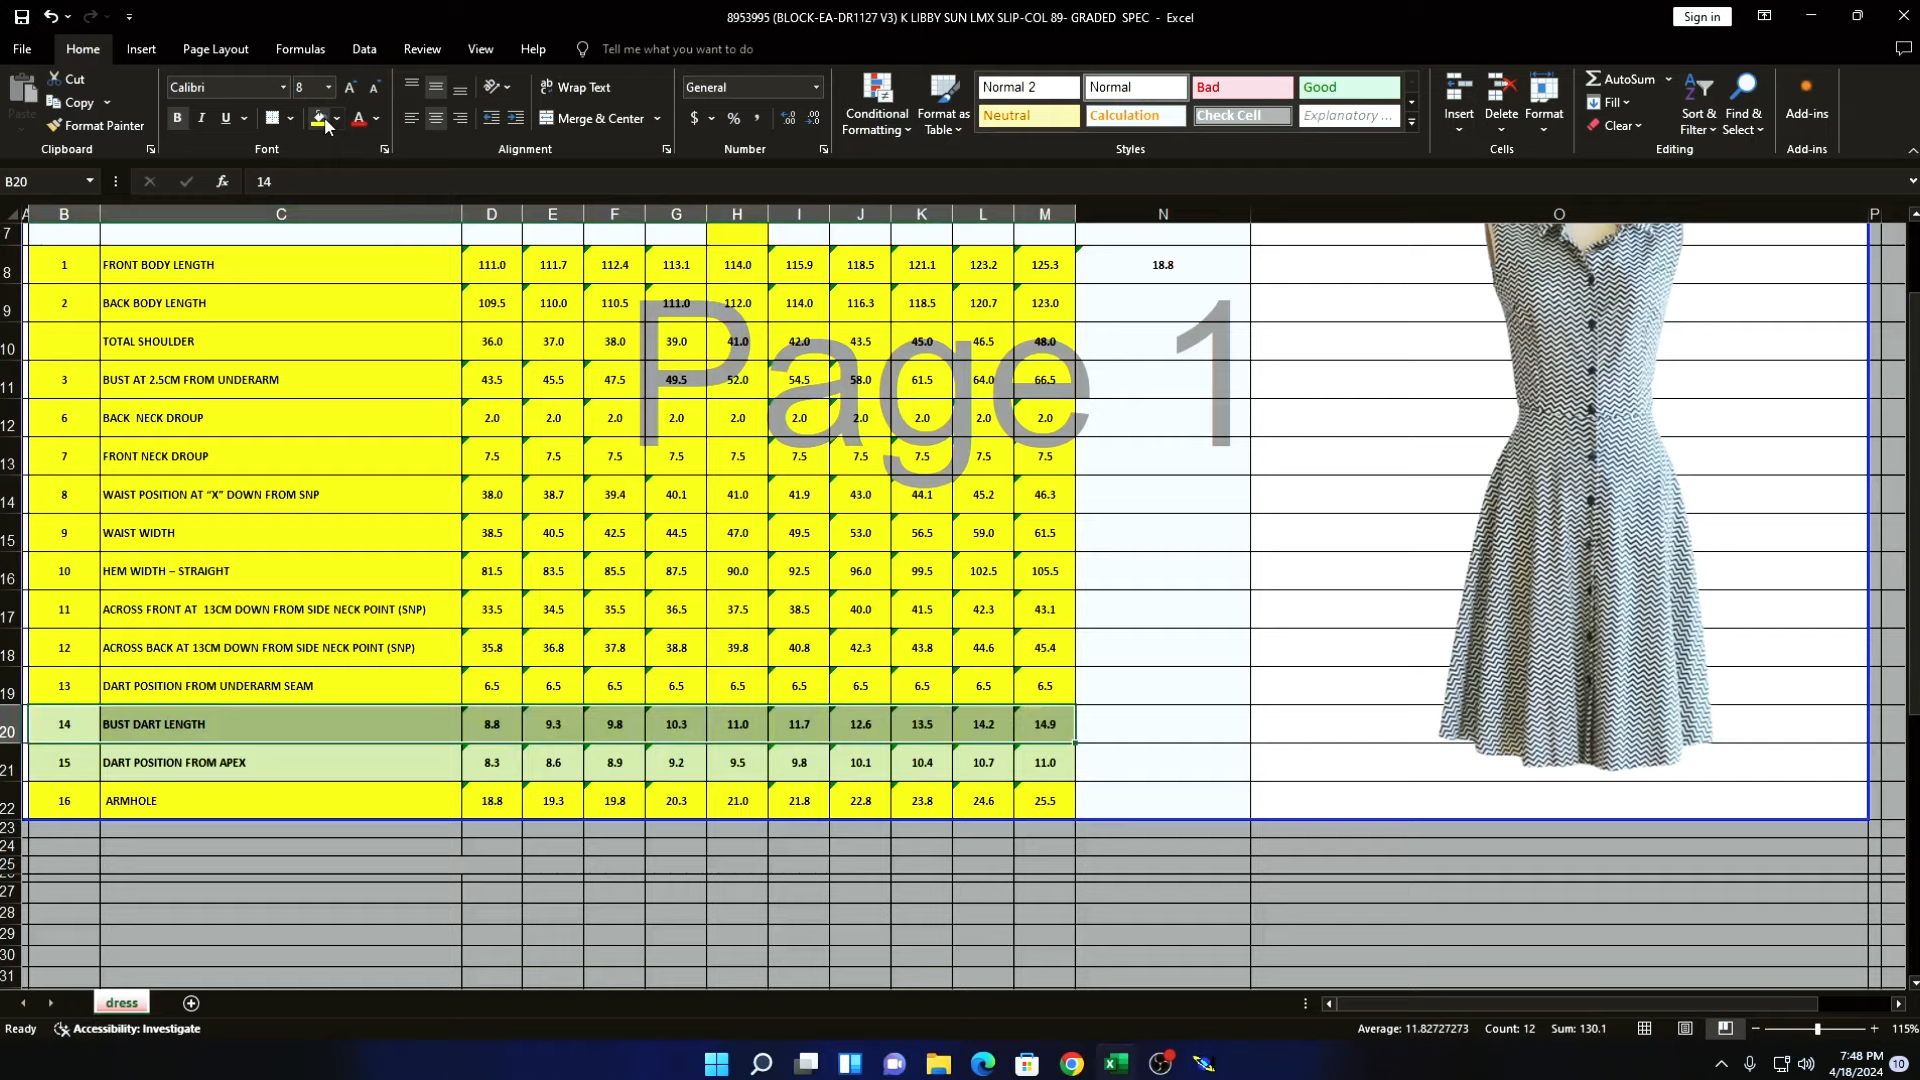 8953995 (BLOCK-EA-DR1127 V3) K LIBBY SUN LMX SLIP-COL 89- GRADED  SPEC  -  Excel
Sign in
File Home Insert Page Layout Formulas Data Review View Help Tell me what you want to do
Cut
Copy
Format Painter
Paste
Clipboard
Calibri 8
B I U
Font
Wrap Text
Merge & Center
Alignment
General
$ % ,
Number
Conditional Formatting
Format as Table
Normal 2 Normal Bad Good
Neutral Calculation Check Cell Explanatory ...
Styles
Insert Delete Format
Cells
AutoSum
Fill
Clear
Sort & Filter
Find & Select
Editing
Add-ins
Add-ins
B20 fx 14
A B C D E F G H I J K L M N O P
7
8 1 FRONT BODY LENGTH 111.0 111.7 112.4 113.1 114.0 115.9 118.5 121.1 123.2 125.3 18.8
9 2 BACK BODY LENGTH 109.5 110.0 110.5 111.0 112.0 114.0 116.3 118.5 120.7 123.0
10 TOTAL SHOULDER 36.0 37.0 38.0 39.0 41.0 42.0 43.5 45.0 46.5 48.0
11 3 BUST AT 2.5CM FROM UNDERARM 43.5 45.5 47.5 49.5 52.0 54.5 58.0 61.5 64.0 66.5
12 6 BACK  NECK DROUP 2.0 2.0 2.0 2.0 2.0 2.0 2.0 2.0 2.0 2.0
13 7 FRONT NECK DROUP 7.5 7.5 7.5 7.5 7.5 7.5 7.5 7.5 7.5 7.5
14 8 WAIST POSITION AT “X” DOWN FROM SNP 38.0 38.7 39.4 40.1 41.0 41.9 43.0 44.1 45.2 46.3
15 9 WAIST WIDTH 38.5 40.5 42.5 44.5 47.0 49.5 53.0 56.5 59.0 61.5
16 10 HEM WIDTH – STRAIGHT 81.5 83.5 85.5 87.5 90.0 92.5 96.0 99.5 102.5 105.5
17 11 ACROSS FRONT AT  13CM DOWN FROM SIDE NECK POINT (SNP) 33.5 34.5 35.5 36.5 37.5 38.5 40.0 41.5 42.3 43.1
18 12 ACROSS BACK AT 13CM DOWN FROM SIDE NECK POINT (SNP) 35.8 36.8 37.8 38.8 39.8 40.8 42.3 43.8 44.6 45.4
19 13 DART POSITION FROM UNDERARM SEAM 6.5 6.5 6.5 6.5 6.5 6.5 6.5 6.5 6.5 6.5
20 14 BUST DART LENGTH 8.8 9.3 9.8 10.3 11.0 11.7 12.6 13.5 14.2 14.9
21 15 DART POSITION FROM APEX 8.3 8.6 8.9 9.2 9.5 9.8 10.1 10.4 10.7 11.0
22 16 ARMHOLE 18.8 19.3 19.8 20.3 21.0 21.8 22.8 23.8 24.6 25.5
Page 1
23
24
25
27
28
29
30
31
dress
Ready Accessibility: Investigate Average: 11.82727273 Count: 12 Sum: 130.1 115%
7:48 PM
4/18/2024
10